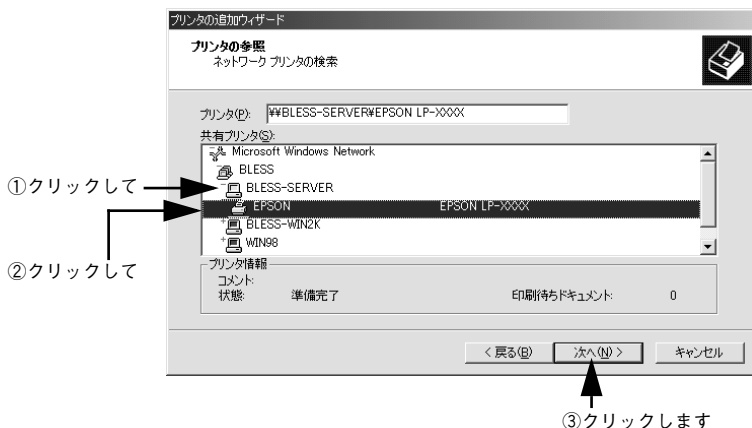 プリンタの追加ウィザード
プリンタの参照
ネットワーク プリンタの検索
プリンタ(P): ¥¥BLESS-SERVER¥EPSON LP-XXXX
共有プリンタ(S):
Microsoft Windows Network
BLESS
①クリックして
BLESS-SERVER
EPSON EPSON LP-XXXX
②クリックして
BLESS-WIN2K
WIN98
プリンタ情報
コメント:
状態: 準備完了 印刷待ちドキュメント: 0
< 戻る(B) 次へ(N) > キャンセル
③クリックします